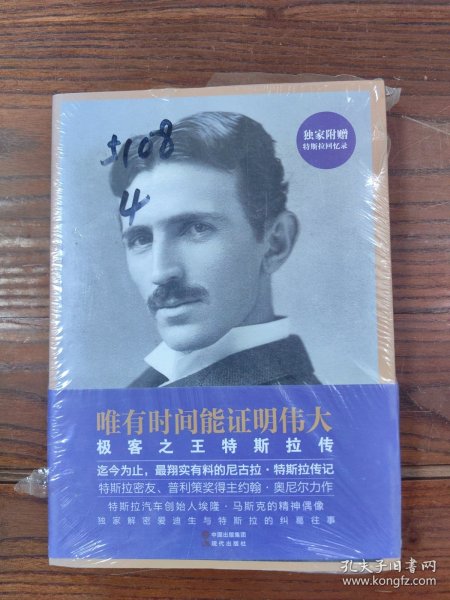 土108
4
独家附赠
特斯拉回忆录
唯有时间能证明伟大
极客之王特斯拉传
迄今为止，最翔实有料的尼古拉·特斯拉传记
特斯拉密友、普利策奖得主约翰·奥尼尔力作
特斯拉汽车创始人埃隆·马斯克的精神偶像
独家解密爱迪生与特斯拉的纠葛往事
中国出版集团
现代出版社
孔夫子旧书网
www.kongfz.com